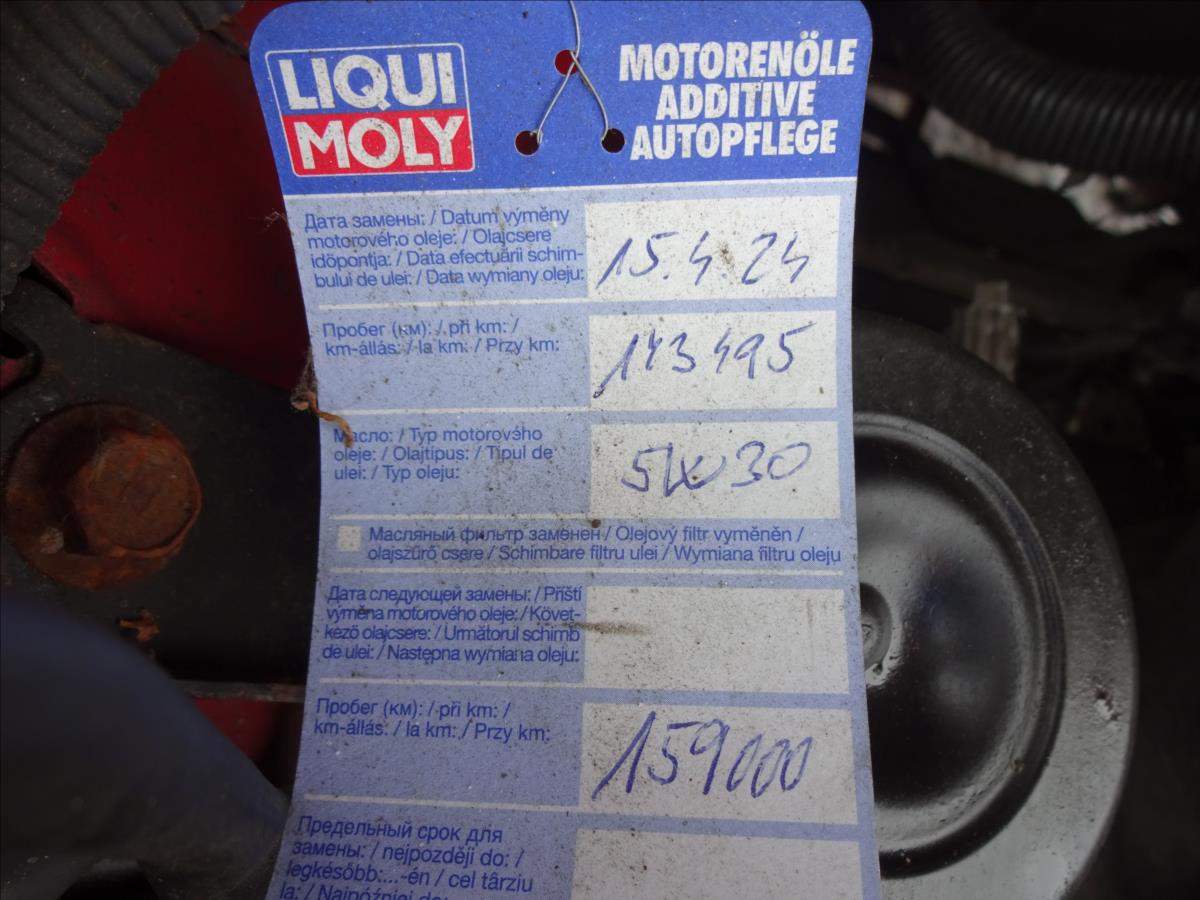 LIQUI
MOLY
MOTORENÖLE
ADDITIVE
AUTOPFLEGE
Дата замены: / Datum výměny
motorového oleje: / Olajcsere
időpontja: / Data efectuării schim-
bului de ulei: / Data wymiany oleju:
15.4 24
Пробег (км): / při km: /
km-állás: / la km: / Przy km:
143495
Масло: / Typ motorového
oleje: / Olajtípus: / Tipul de
ulei: / Typ oleju:
5W30
Масляный фильтр заменен / Olejový filtr vyměněn /
olajszűrő csere / Schimbare filtru ulei / Wymiana filtru oleju
Дата следующей замены: / Příští
výměna motorového oleje: / Követ-
kező olajcsere: / Următorul schimb
de ulei: / Następna wymiana oleju:
Пробег (км): / při km: /
km-állás: / la km: / Przy km:
159000
Предельный срок для
замены: / nejpozději do: /
legkésőbb:...-én / cel târziu
la: / Najpóźniej do: